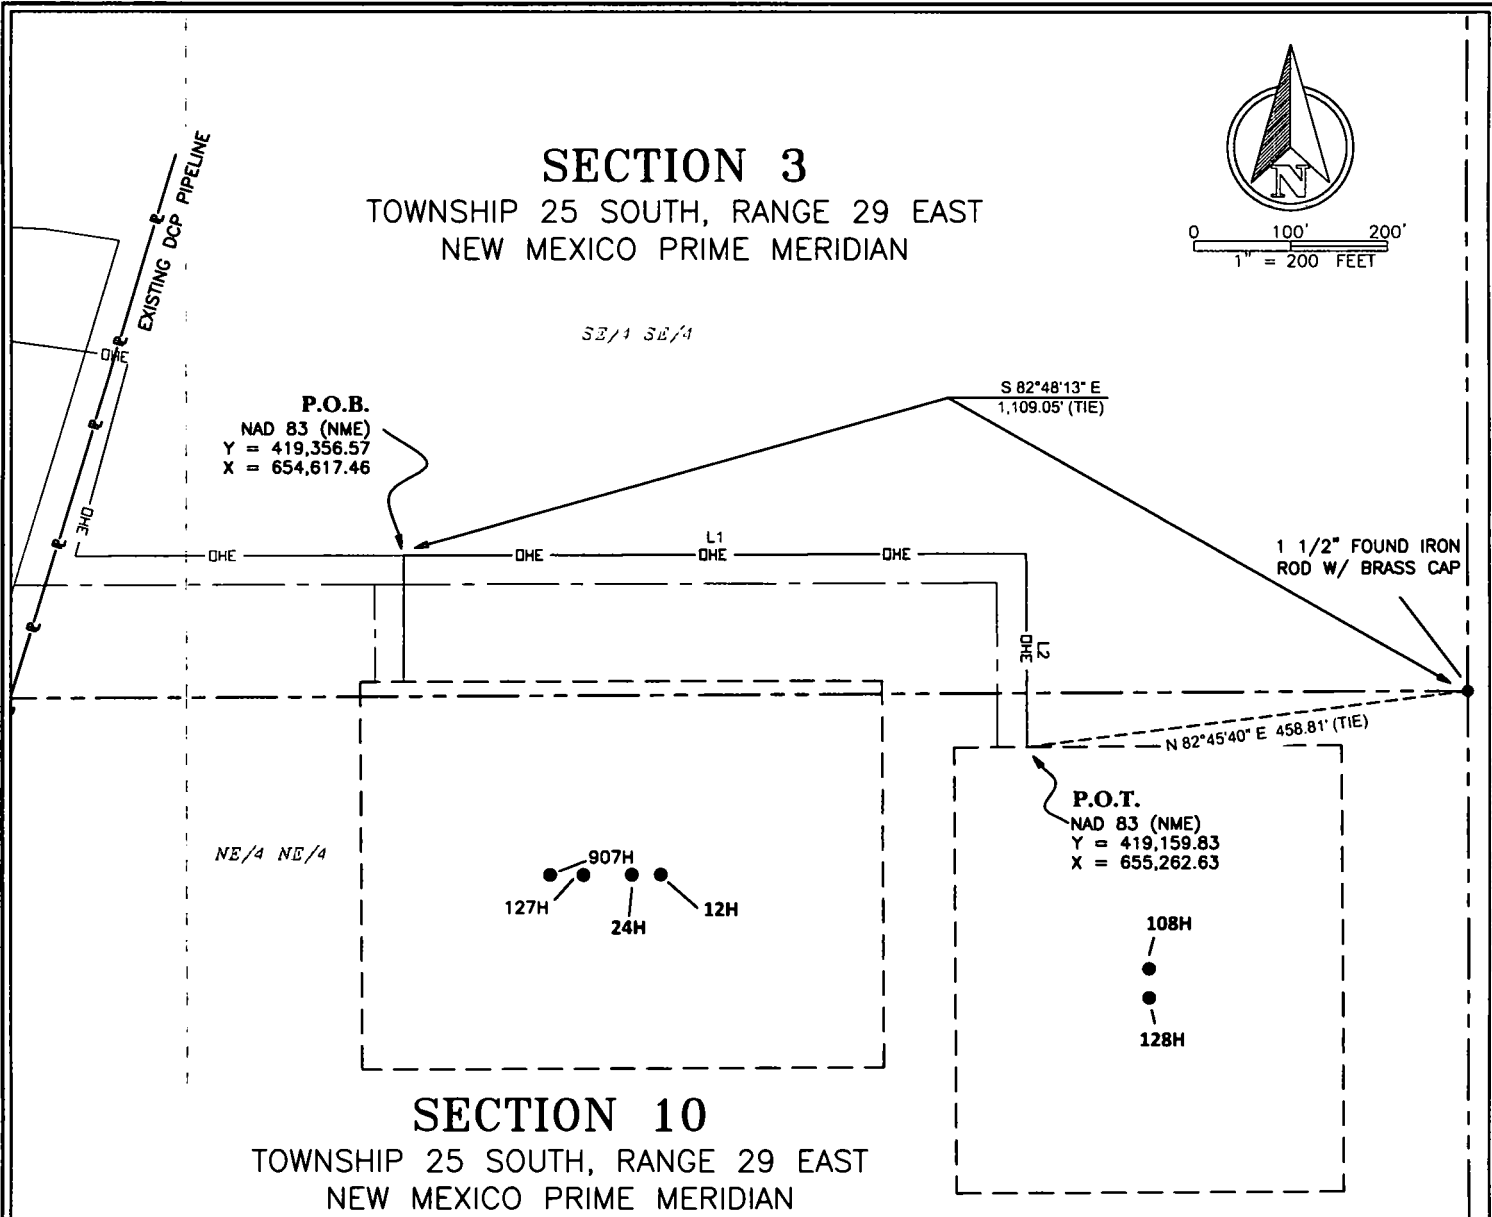 SECTION 3
TOWNSHIP 25 SOUTH, RANGE 29 EAST
NEW MEXICO PRIME MERIDIAN
N
0 100' 200'
1" = 200 FEET
EXISTING DCP PIPELINE
SE/4 SE/4
OHE
S 82°48'13" E
1,109.05' (TIE)
P.O.B.
NAD 83 (NME)
Y = 419,356.57
X = 654,617.46
OHE
L1
OHE OHE OHE OHE
1 1/2" FOUND IRON
ROD W/ BRASS CAP
OHE
L2
N 82°45'40" E 458.81' (TIE)
P.O.T.
NAD 83 (NME)
Y = 419,159.83
X = 655,262.63
NE/4 NE/4
907H
127H
24H
12H
108H
128H
SECTION 10
TOWNSHIP 25 SOUTH, RANGE 29 EAST
NEW MEXICO PRIME MERIDIAN